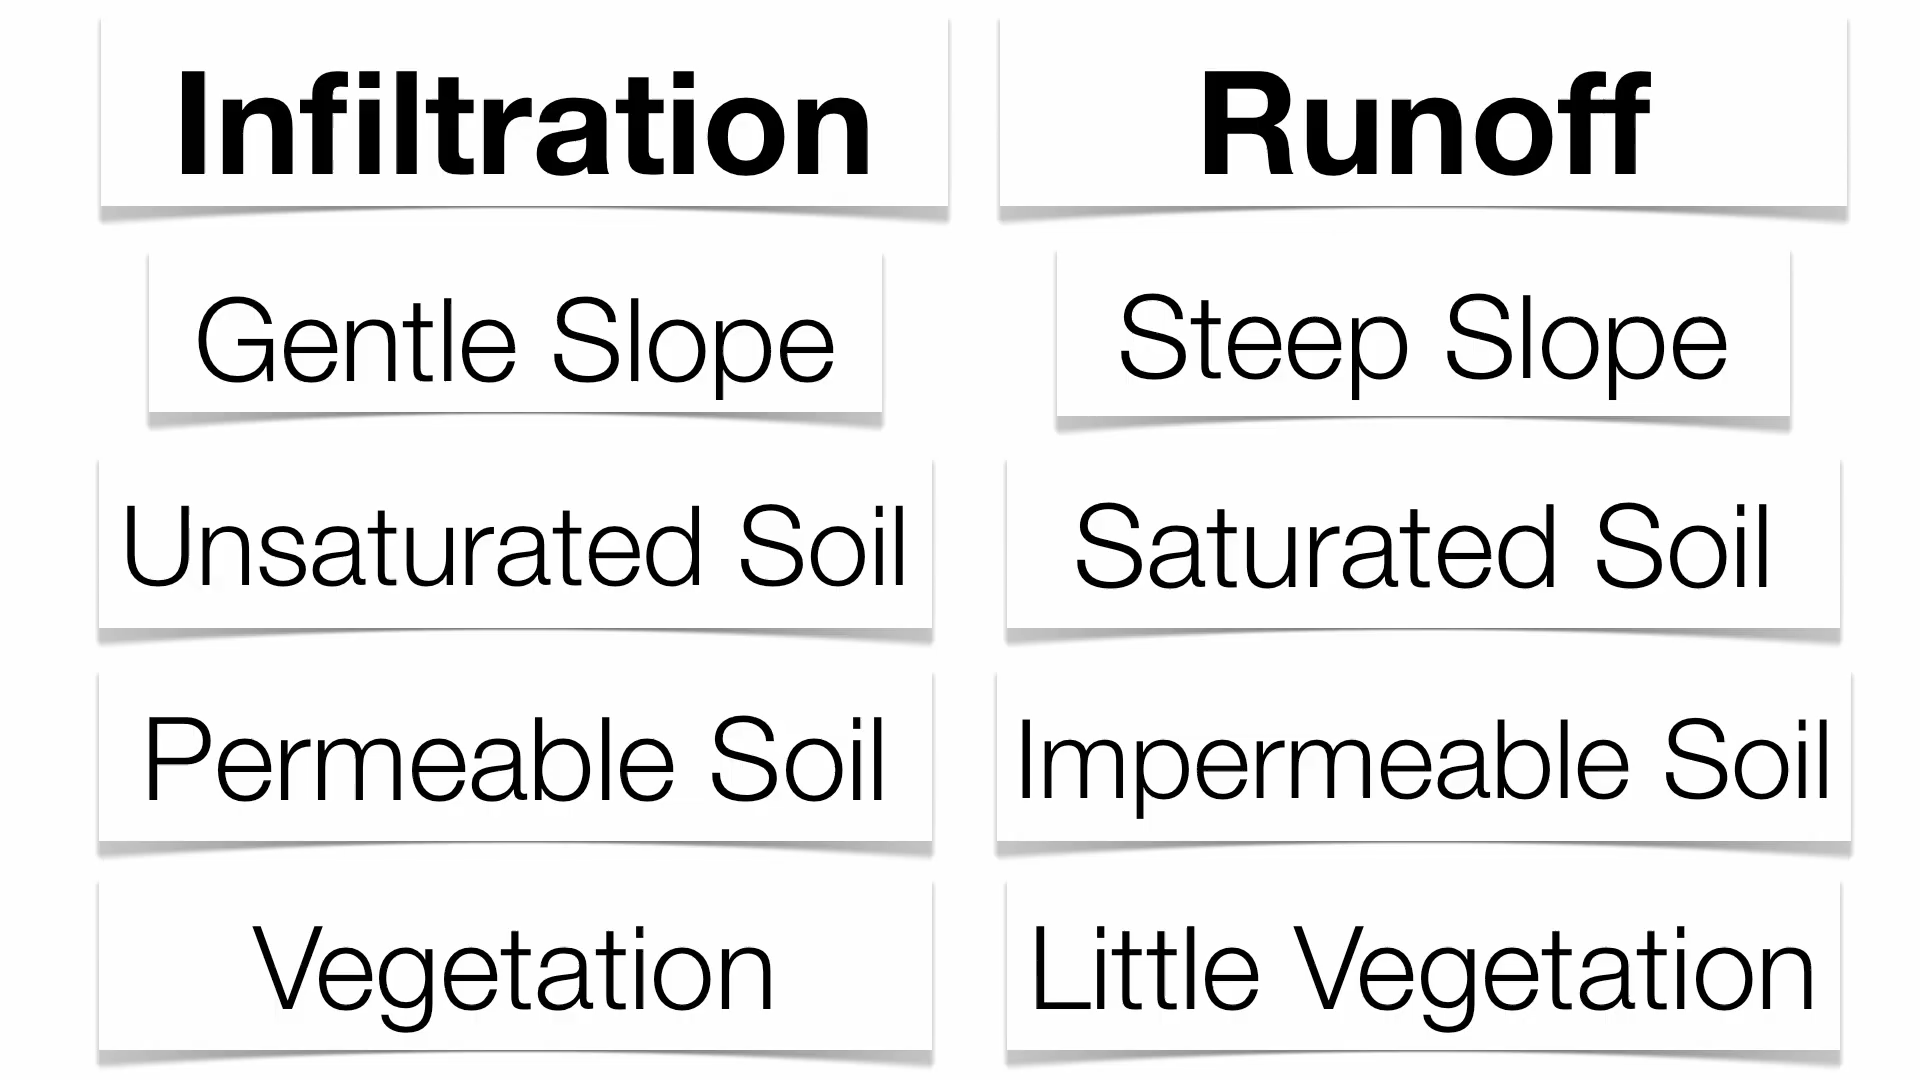 Infiltration
Runoff
Gentle Slope
Steep Slope
Unsaturated Soil
Saturated Soil
Permeable Soil
Impermeable Soil
Vegetation
Little Vegetation